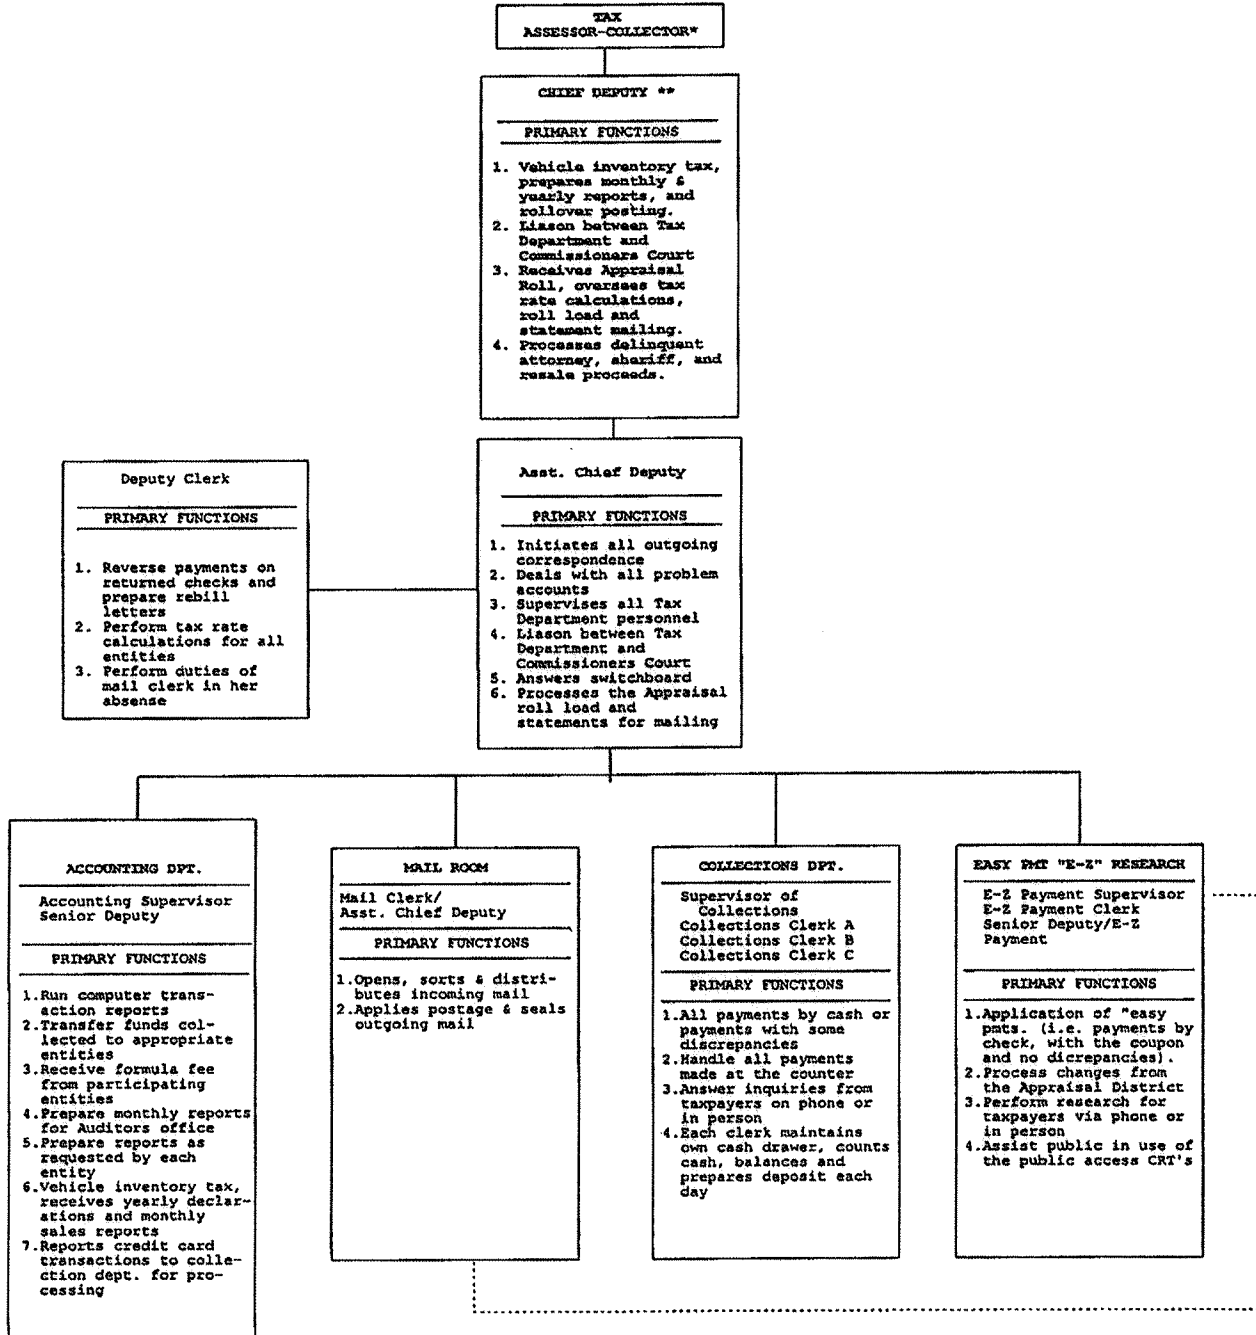 TAX
ASSESSOR-COLLECTOR*
CHIEF DEPUTY **
PRIMARY FUNCTIONS
1. Vehicle inventory tax,
prepares monthly &
yearly reports, and
rollover posting.
2. Liason between Tax
Department and
Commissioners Court
3. Receives Appraisal
Roll, oversees tax
rate calculations,
roll load and
statement mailing.
4. Processes delinquent
attorney, sheriff, and
resale proceeds.
Deputy Clerk
PRIMARY FUNCTIONS
1. Reverse payments on
returned checks and
prepare rebill
letters
2. Perform tax rate
calculations for all
entities
3. Perform duties of
mail clerk in her
absense
Asst. Chief Deputy
PRIMARY FUNCTIONS
1. Initiates all outgoing
correspondence
2. Deals with all problem
accounts
3. Supervises all Tax
Department personnel
4. Liason between Tax
Department and
Commissioners Court
5. Answers switchboard
6. Processes the Appraisal
roll load and
statements for mailing
ACCOUNTING DPT.
Accounting Supervisor
Senior Deputy
PRIMARY FUNCTIONS
1.Run computer trans-
action reports
2.Transfer funds col-
lected to appropriate
entities
3.Receive formula fee
from participating
entities
4.Prepare monthly reports
for Auditors office
5.Prepare reports as
requested by each
entity
6.Vehicle inventory tax,
receives yearly declar-
ations and monthly
sales reports
7.Reports credit card
transactions to colle-
ction dept. for pro-
cessing
MAIL ROOM
Mail Clerk/
Asst. Chief Deputy
PRIMARY FUNCTIONS
1.Opens, sorts & distri-
butes incoming mail
2.Applies postage & seals
outgoing mail
COLLECTIONS DPT.
Supervisor of
Collections
Collections Clerk A
Collections Clerk B
Collections Clerk C
PRIMARY FUNCTIONS
1.All payments by cash or
payments with some
discrepancies
2.Handle all payments
made at the counter
3.Answer inquiries from
taxpayers on phone or
in person
4.Each clerk maintains
own cash drawer, counts
cash, balances and
prepares deposit each
day
EASY PMT "E-Z" RESEARCH
E-Z Payment Supervisor
E-Z Payment Clerk
Senior Deputy/E-Z
Payment
PRIMARY FUNCTIONS
1.Application of "easy
pmts. (i.e. payments by
check, with the coupon
and no dicrepancies).
2.Process changes from
the Appraisal District
3.Perform research for
taxpayers via phone or
in person
4.Assist public in use of
the public access CRT's